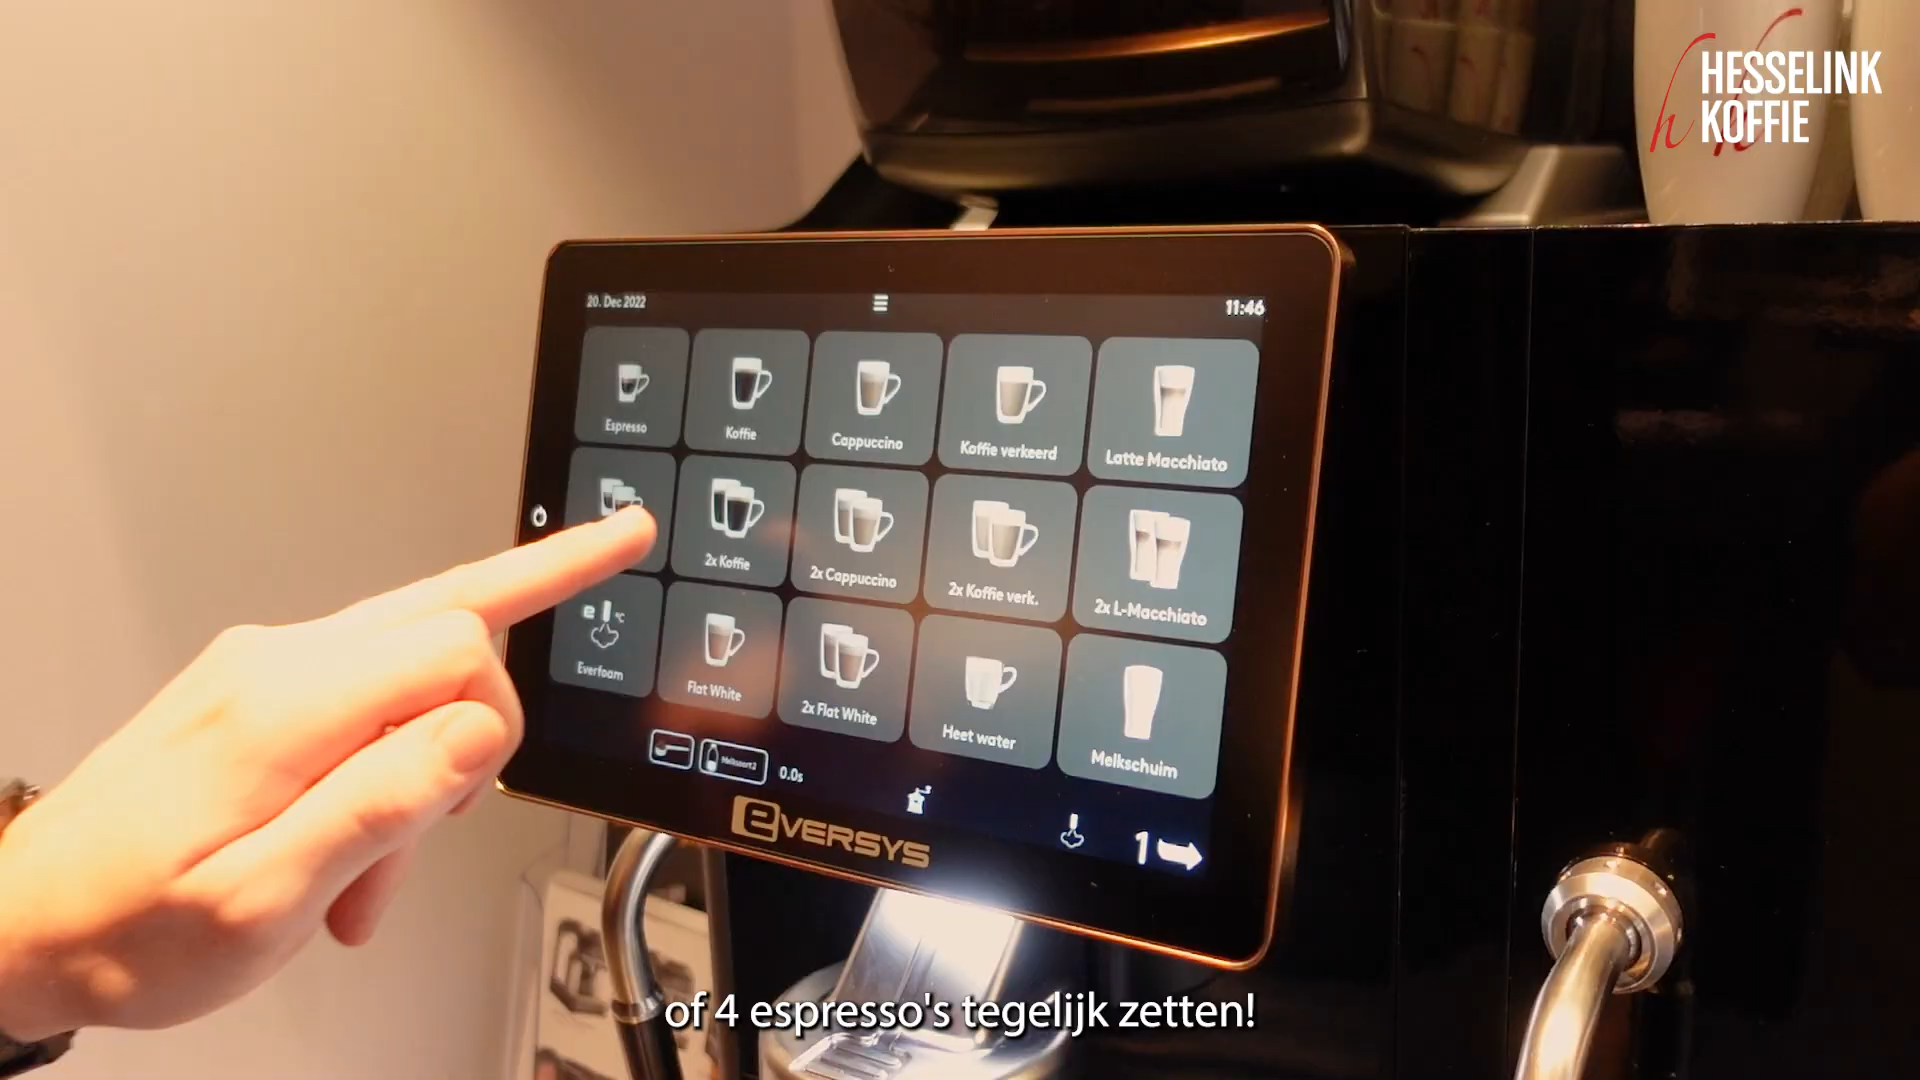 HESSELINK
KOFFIE
20. Dec 2022
11:46
Espresso
Koffie
Cappuccino
Koffie verkeerd
Latte Macchiato
2x Koffie
2x Cappuccino
2x Koffie verk.
2x L-Macchiato
e °C
Everfoam
Flat White
2x Flat White
Heet water
Melkschuim
Melksoort2
0.0s
1
eVERSYS
of 4 espresso's tegelijk zetten!